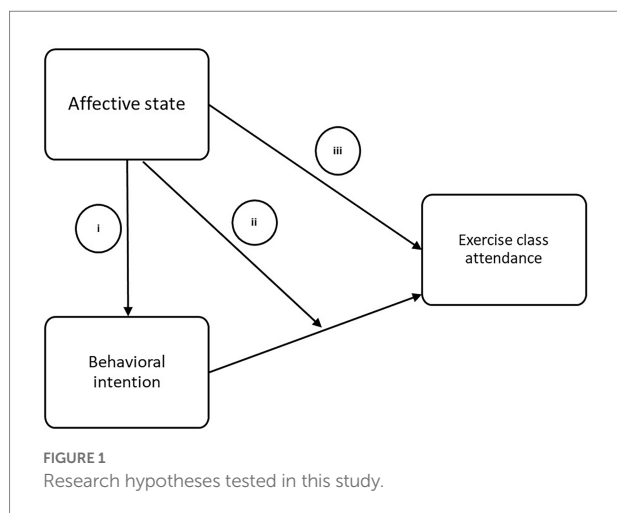 Affective state
iii
i
ii
Exercise class
attendance
Behavioral
intention
FIGURE 1
Research hypotheses tested in this study.